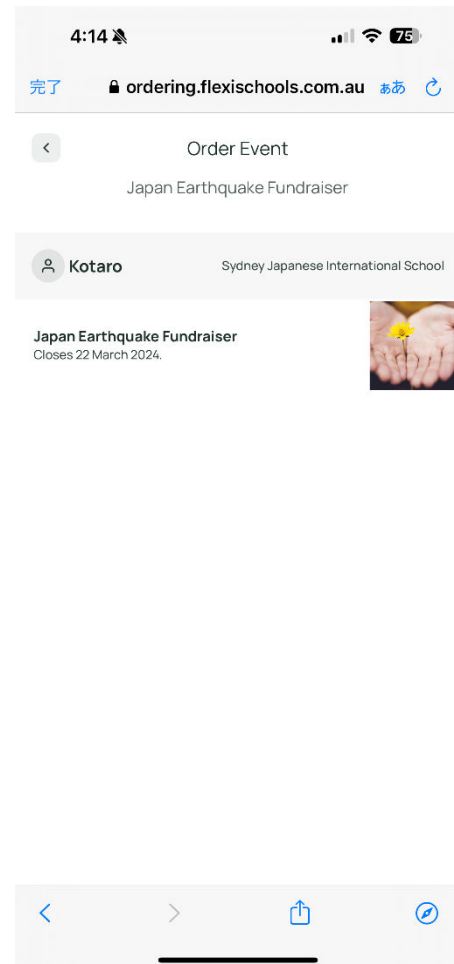 4:14
75
完了
ordering.flexischools.com.au
ぁあ
Order Event
Japan Earthquake Fundraiser
Kotaro
Sydney Japanese International School
Japan Earthquake Fundraiser
Closes 22 March 2024.